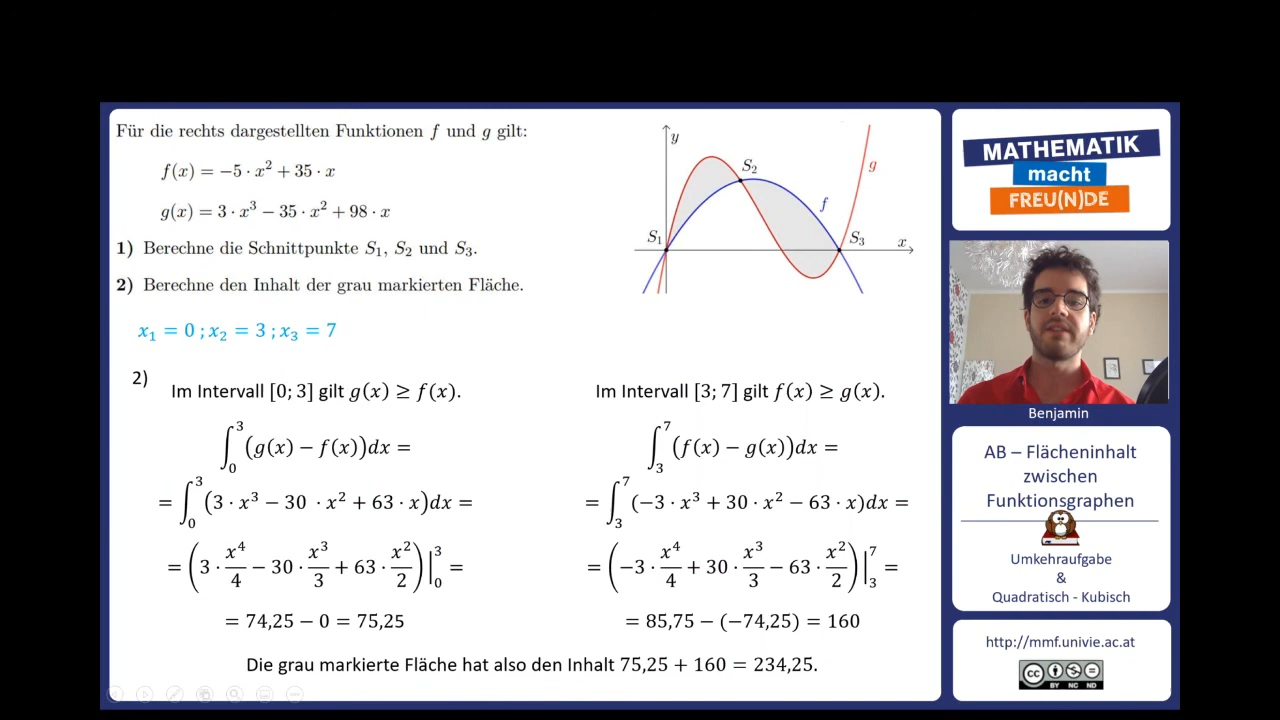 Für die rechts dargestellten Funktionen f und g gilt:
f(x) = −5 · x² + 35 · x
g(x) = 3 · x³ − 35 · x² + 98 · x
1) Berechne die Schnittpunkte S₁, S₂ und S₃.
2) Berechne den Inhalt der grau markierten Fläche.
x₁ = 0 ; x₂ = 3 ; x₃ = 7
y
S₂
g
f
S₁
S₃
x
2)
Im Intervall [0; 3] gilt g(x) ≥ f(x).
∫₀³ (g(x) − f(x))dx =
= ∫₀³ (3 · x³ − 30 · x² + 63 · x)dx =
= (3 · x⁴/4 − 30 · x³/3 + 63 · x²/2)|₀³ =
= 74,25 − 0 = 75,25
Im Intervall [3; 7] gilt f(x) ≥ g(x).
∫₃⁷ (f(x) − g(x))dx =
= ∫₃⁷ (−3 · x³ + 30 · x² − 63 · x)dx =
= (−3 · x⁴/4 + 30 · x³/3 − 63 · x²/2)|₃⁷ =
= 85,75 − (−74,25) = 160
Die grau markierte Fläche hat also den Inhalt 75,25 + 160 = 234,25.
MATHEMATIK
macht
FREU(N)DE
Benjamin
AB – Flächeninhalt
zwischen
Funktionsgraphen
Umkehraufgabe
&
Quadratisch - Kubisch
http://mmf.univie.ac.at
cc
BY NC ND